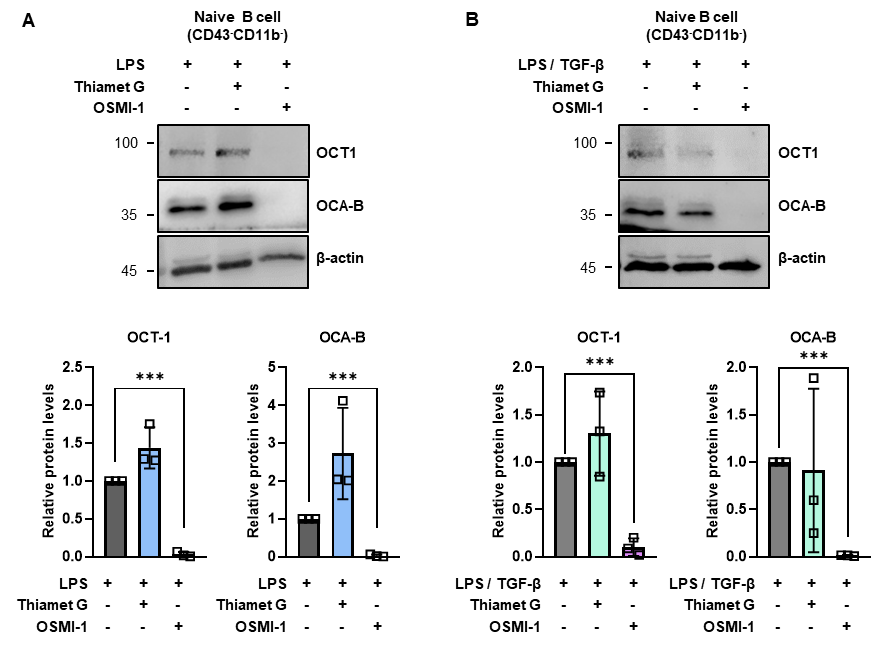 A
Naive B cell
(CD43-CD11b-)
LPS + + +
Thiamet G - + -
OSMI-1 - - +
100 OCT1
35 OCA-B
45 β-actin
OCT-1
Relative protein levels
2.5
2.0
1.5
1.0
0.5
0.0
***
LPS + + +
Thiamet G - + -
OSMI-1 - - +
OCA-B
Relative protein levels
5
4
3
2
1
0
***
LPS + + +
Thiamet G - + -
OSMI-1 - - +
B
Naive B cell
(CD43-CD11b-)
LPS / TGF-β + + +
Thiamet G - + -
OSMI-1 - - +
100 OCT1
35 OCA-B
45 β-actin
OCT-1
Relative protein levels
2.0
1.5
1.0
0.5
0.0
***
LPS / TGF-β + + +
Thiamet G - + -
OSMI-1 - - +
OCA-B
Relative protein levels
2.0
1.5
1.0
0.5
0.0
***
LPS / TGF-β + + +
Thiamet G - + -
OSMI-1 - - +